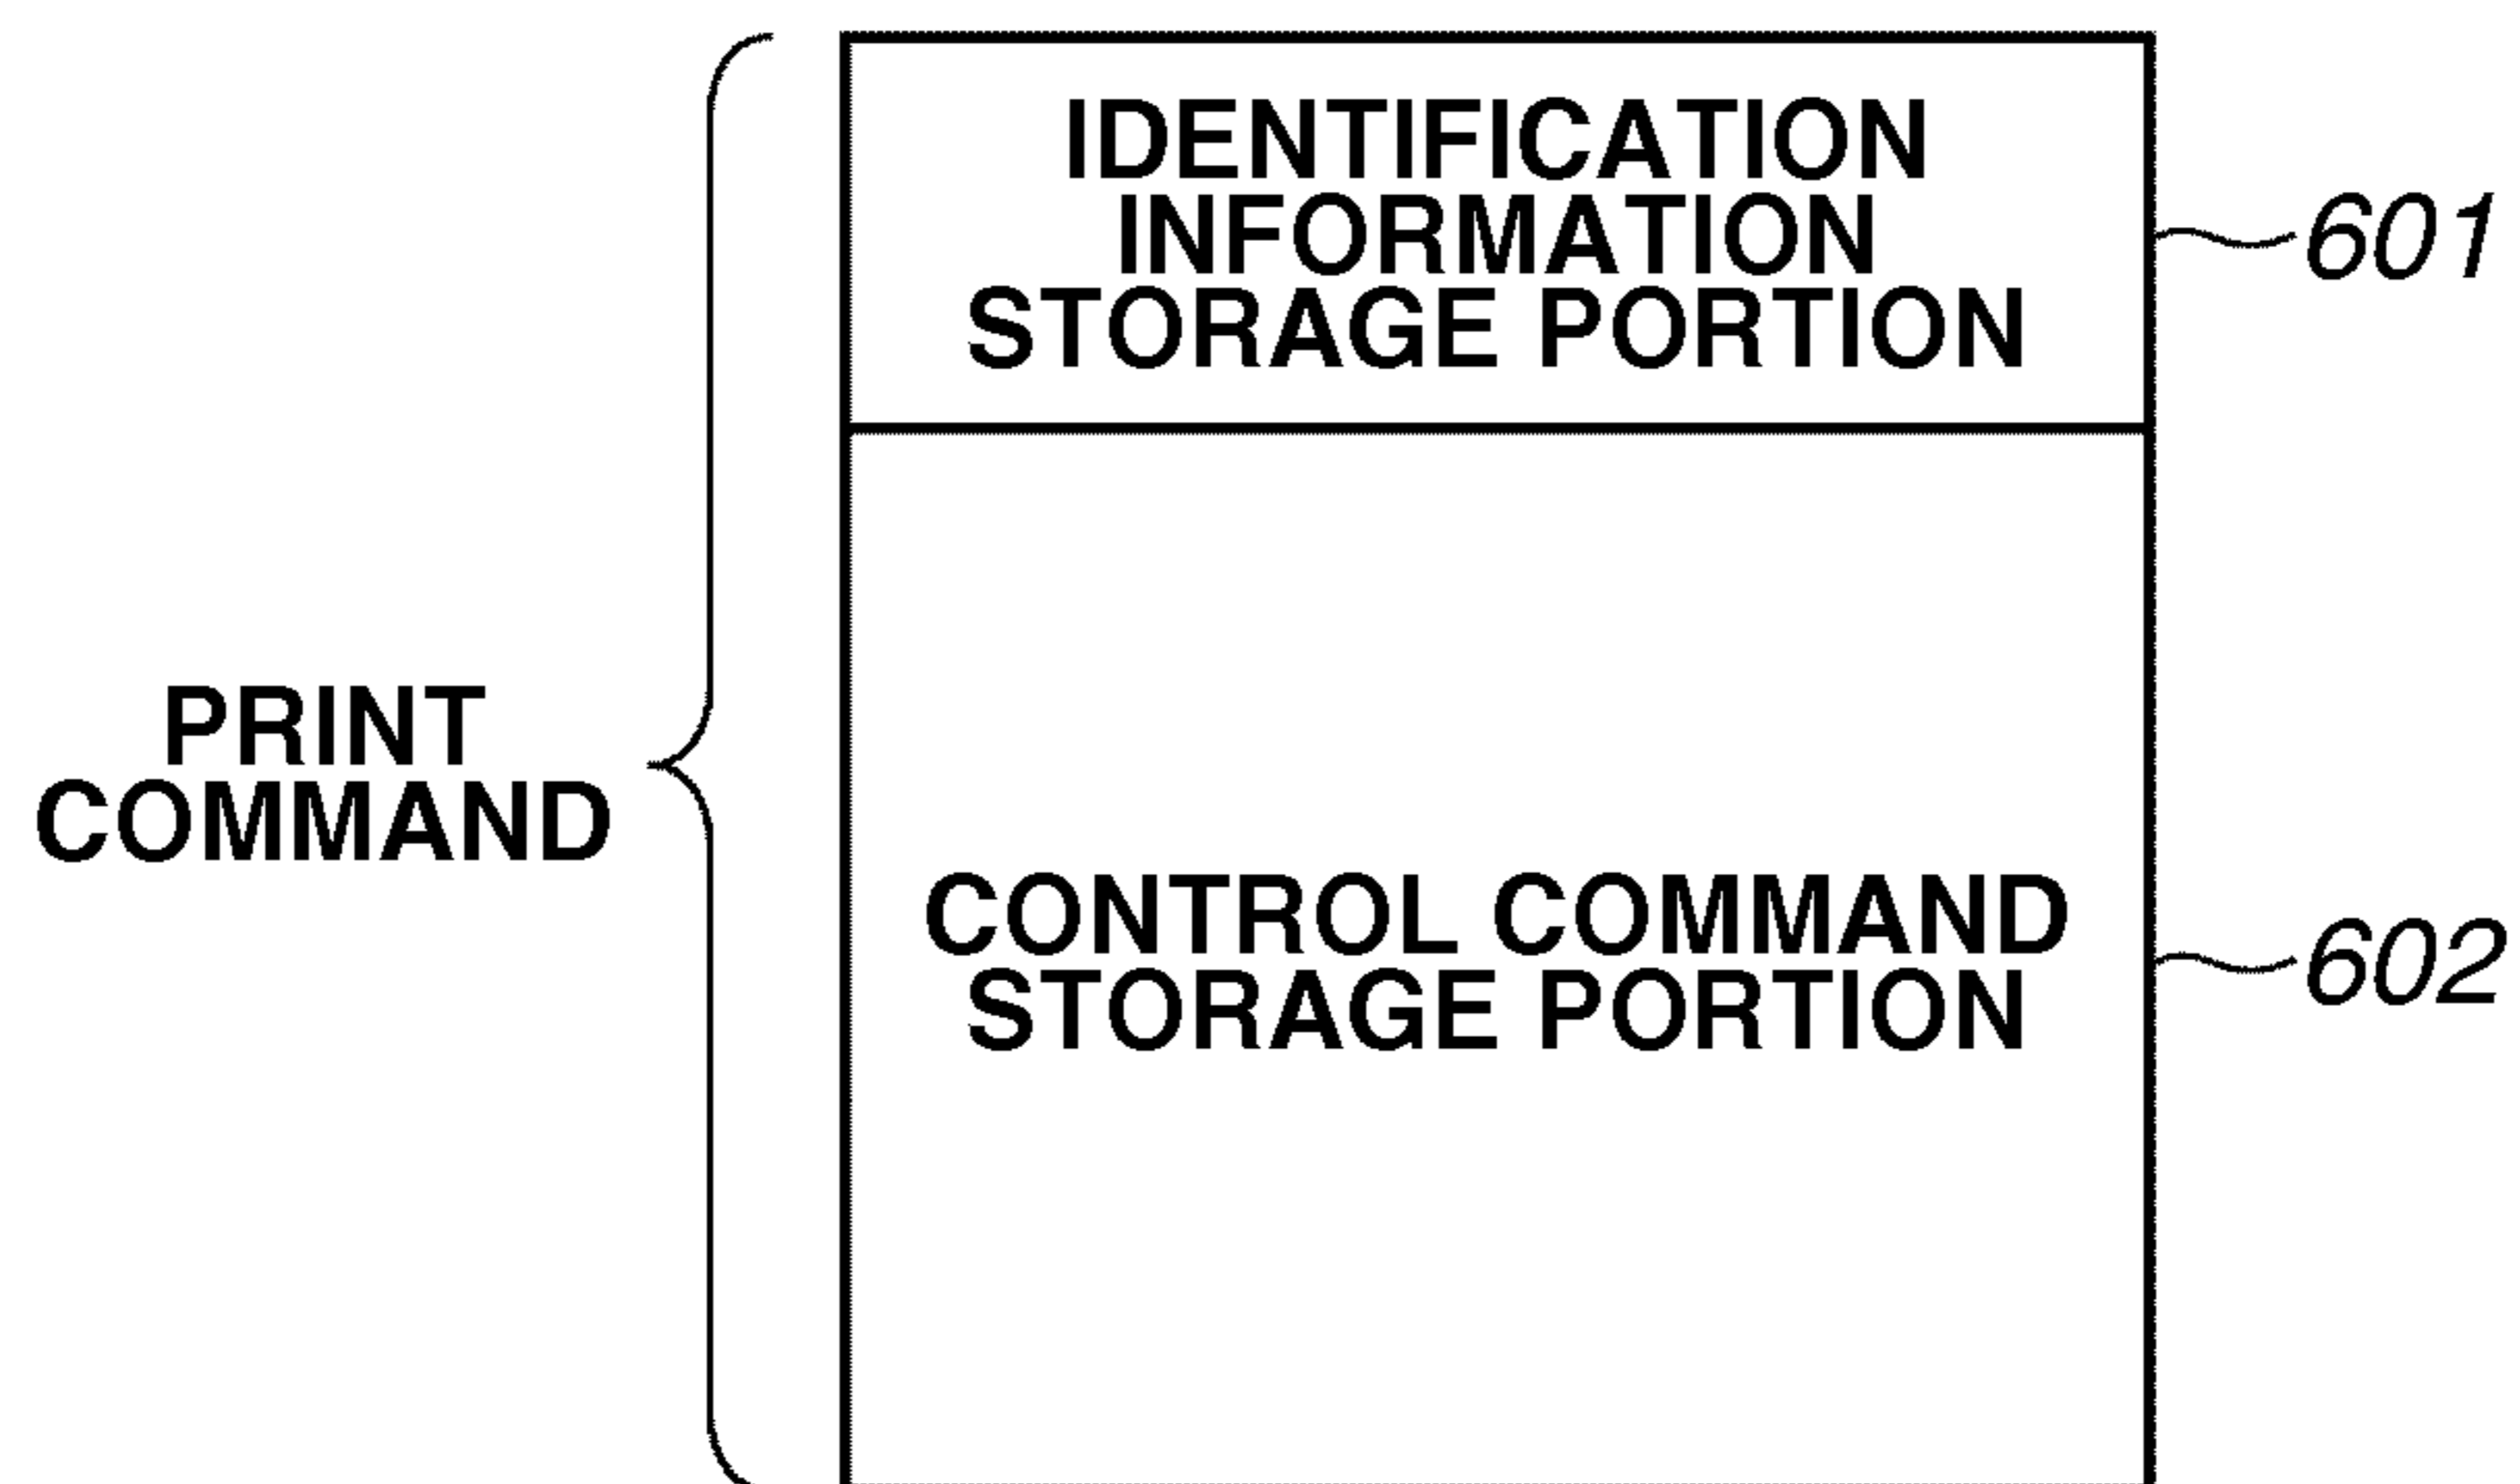 IDENTIFICATION
INFORMATION
STORAGE PORTION
601
PRINT
COMMAND
CONTROL COMMAND
STORAGE PORTION
602